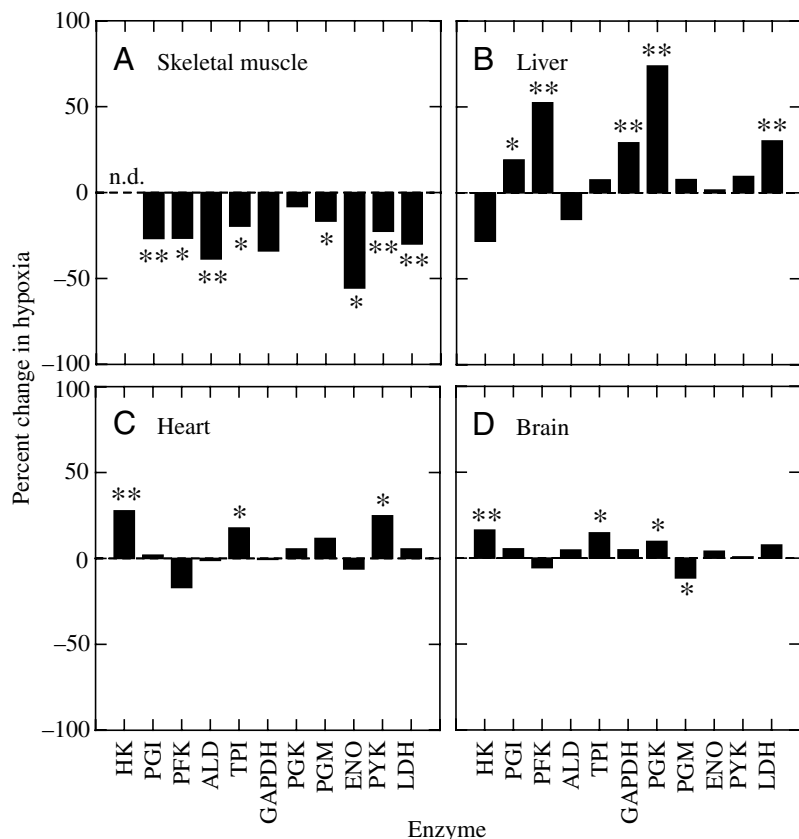 100
50
0
−50
−100
100
50
0
−50
−100
Percent change in hypoxia
A Skeletal muscle
n.d.
**
*
**
*
*
*
**
**
B Liver
*
**
**
**
**
C Heart
**
*
*
D Brain
**
*
*
*
HK
PGI
PFK
ALD
TPI
GAPDH
PGK
PGM
ENO
PYK
LDH
HK
PGI
PFK
ALD
TPI
GAPDH
PGK
PGM
ENO
PYK
LDH
Enzyme